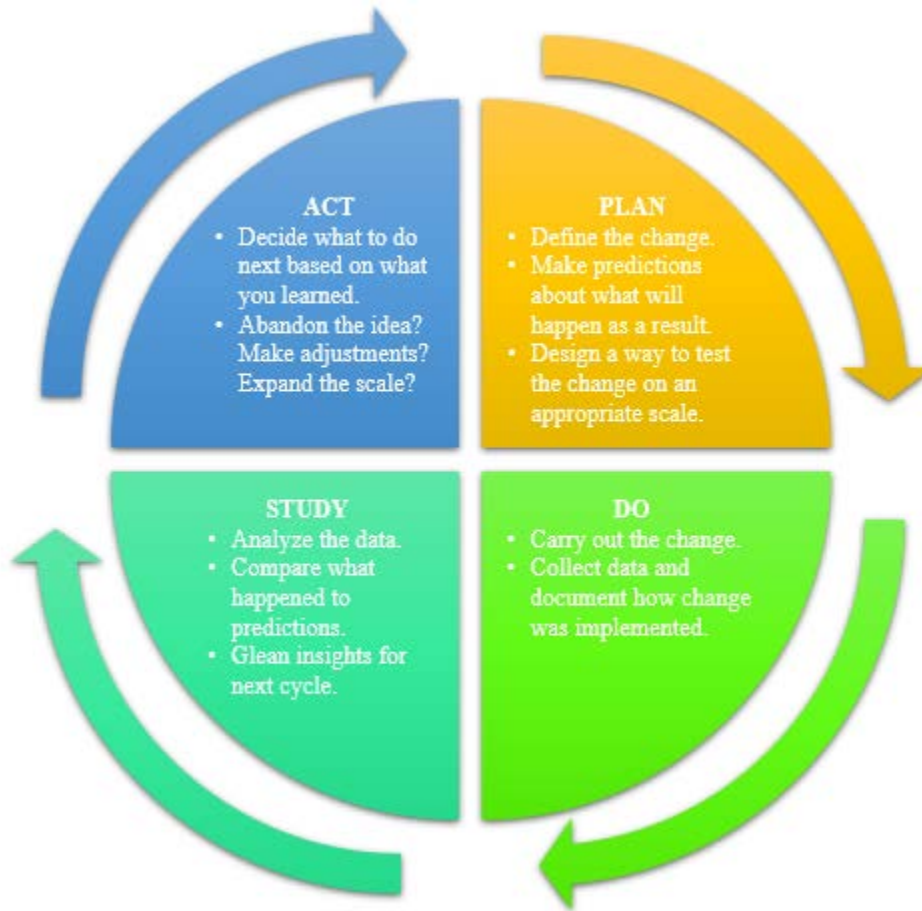 ACT
• Decide what to do
next based on what
you learned.
• Abandon the idea?
Make adjustments?
Expand the scale?
PLAN
• Define the change.
• Make predictions
about what will
happen as a result.
• Design a way to test
the change on an
appropriate scale.
STUDY
• Analyze the data.
• Compare what
happened to
predictions.
• Glean insights for
next cycle.
DO
• Carry out the change.
• Collect data and
document how change
was implemented.